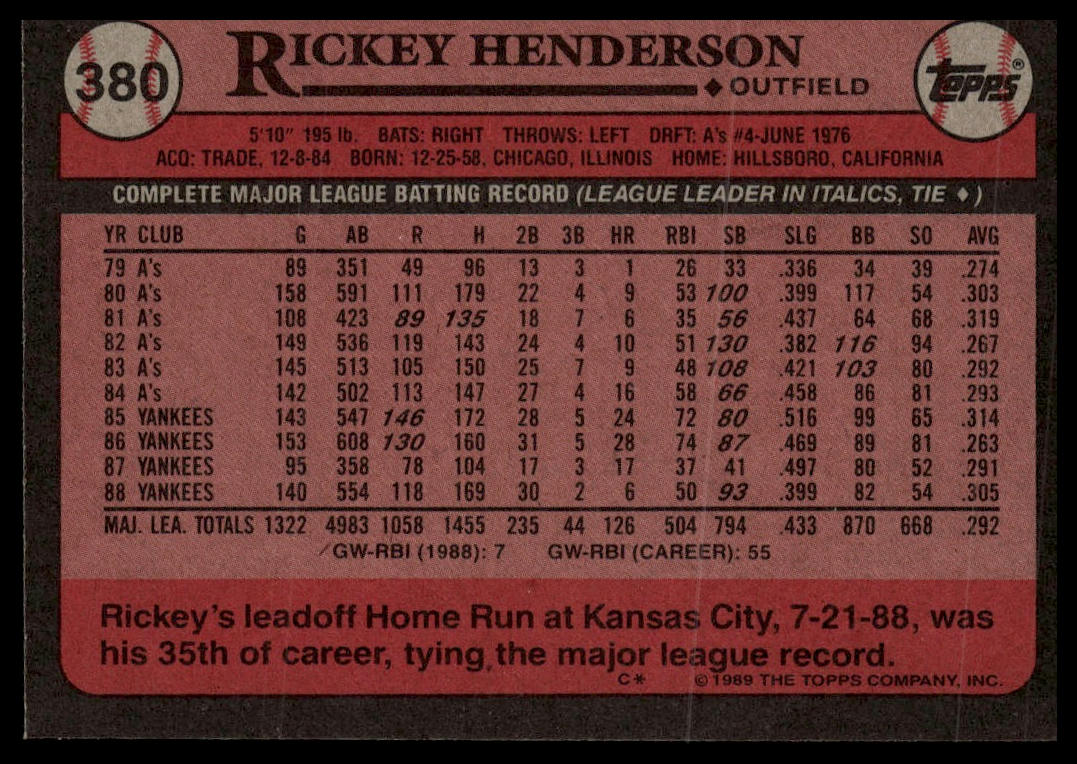 380
RICKEY HENDERSON
◆ OUTFIELD
TOPPS®
5'10" 195 lb. BATS: RIGHT THROWS: LEFT DRFT: A's #4-JUNE 1976
ACQ: TRADE, 12-8-84 BORN: 12-25-58, CHICAGO, ILLINOIS HOME: HILLSBORO, CALIFORNIA
COMPLETE MAJOR LEAGUE BATTING RECORD (LEAGUE LEADER IN ITALICS, TIE ♦)
YR CLUB G AB R H 2B 3B HR RBI SB SLG BB SO AVG
79 A's 89 351 49 96 13 3 1 26 33 .336 34 39 .274
80 A's 158 591 111 179 22 4 9 53 100 .399 117 54 .303
81 A's 108 423 89 135 18 7 6 35 56 .437 64 68 .319
82 A's 149 536 119 143 24 4 10 51 130 .382 116 94 .267
83 A's 145 513 105 150 25 7 9 48 108 .421 103 80 .292
84 A's 142 502 113 147 27 4 16 58 66 .458 86 81 .293
85 YANKEES 143 547 146 172 28 5 24 72 80 .516 99 65 .314
86 YANKEES 153 608 130 160 31 5 28 74 87 .469 89 81 .263
87 YANKEES 95 358 78 104 17 3 17 37 41 .497 80 52 .291
88 YANKEES 140 554 118 169 30 2 6 50 93 .399 82 54 .305
MAJ. LEA. TOTALS 1322 4983 1058 1455 235 44 126 504 794 .433 870 668 .292
GW-RBI (1988): 7 GW-RBI (CAREER): 55
Rickey's leadoff Home Run at Kansas City, 7-21-88, was
his 35th of career, tying the major league record.
C* ©1989 THE TOPPS COMPANY, INC.